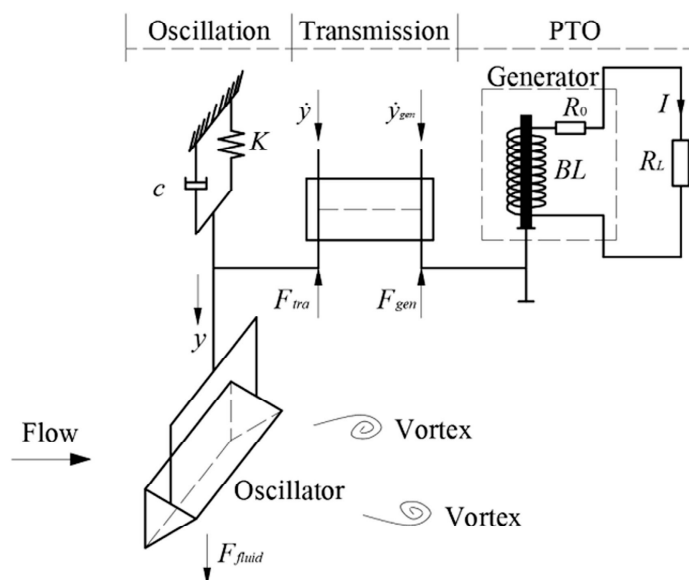 Oscillation Transmission PTO
Generator
ẏ ẏgen
R0 I
K
c BL RL
Ftra Fgen
y
Flow
Vortex
Oscillator
Vortex
Ffluid